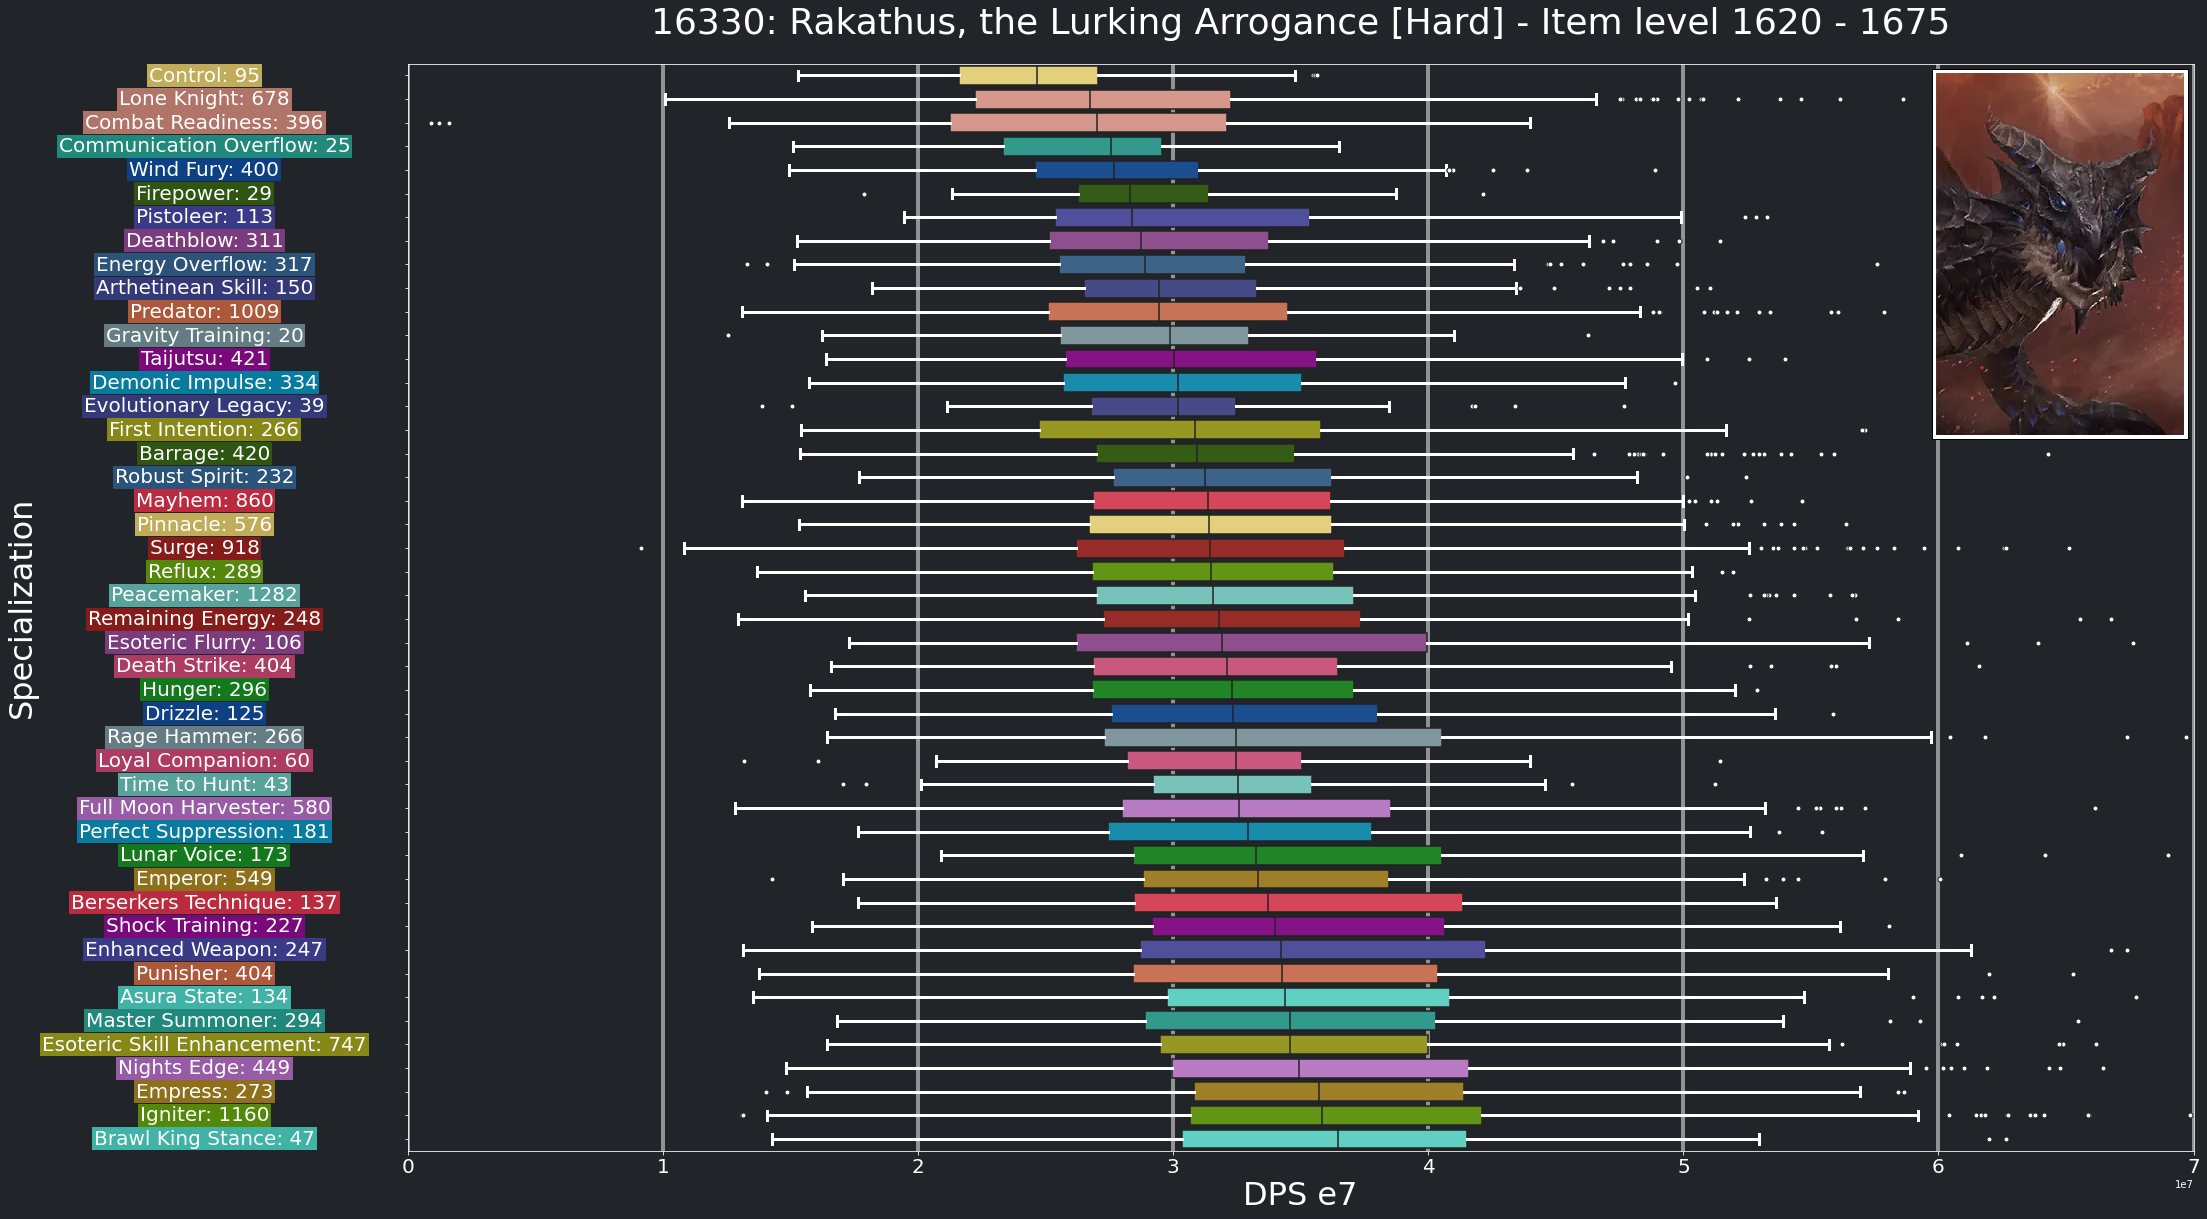 16330: Rakathus, the Lurking Arrogance [Hard] - Item level 1620 - 1675
Specialization
Control: 95
Lone Knight: 678
Combat Readiness: 396
Communication Overflow: 25
Wind Fury: 400
Firepower: 29
Pistoleer: 113
Deathblow: 311
Energy Overflow: 317
Arthetinean Skill: 150
Predator: 1009
Gravity Training: 20
Taijutsu: 421
Demonic Impulse: 334
Evolutionary Legacy: 39
First Intention: 266
Barrage: 420
Robust Spirit: 232
Mayhem: 860
Pinnacle: 576
Surge: 918
Reflux: 289
Peacemaker: 1282
Remaining Energy: 248
Esoteric Flurry: 106
Death Strike: 404
Hunger: 296
Drizzle: 125
Rage Hammer: 266
Loyal Companion: 60
Time to Hunt: 43
Full Moon Harvester: 580
Perfect Suppression: 181
Lunar Voice: 173
Emperor: 549
Berserkers Technique: 137
Shock Training: 227
Enhanced Weapon: 247
Punisher: 404
Asura State: 134
Master Summoner: 294
Esoteric Skill Enhancement: 747
Nights Edge: 449
Empress: 273
Igniter: 1160
Brawl King Stance: 47
0 1 2 3 4 5 6 7
DPS e7
1e7